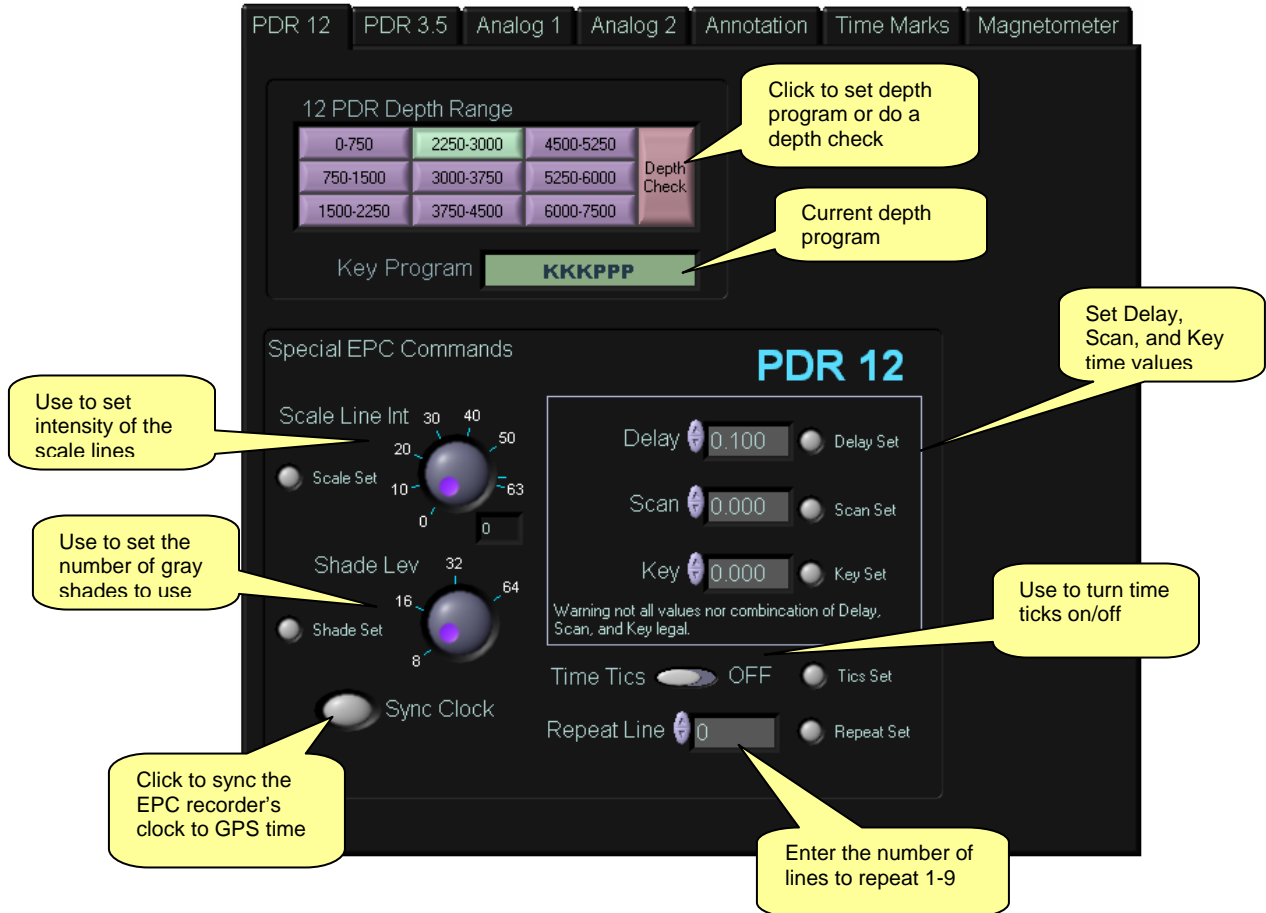 PDR 12 PDR 3.5 Analog 1 Analog 2 Annotation Time Marks Magnetometer
12 PDR Depth Range
0-750 2250-3000 4500-5250
750-1500 3000-3750 5250-6000
1500-2250 3750-4500 6000-7500
Depth
Check
Click to set depth
program or do a
depth check
Key Program KKKPPP
Current depth
program
Special EPC Commands
PDR 12
Set Delay,
Scan, and Key
time values
Use to set
intensity of the
scale lines
Scale Line Int
0 10 20 30 40 50 63
Scale Set
0
Delay 0.100 Delay Set
Scan 0.000 Scan Set
Key 0.000 Key Set
Warning not all values nor combincation of Delay,
Scan, and Key legal.
Use to set the
number of gray
shades to use
Shade Lev
8 16 32 64
Shade Set
Use to turn time
ticks on/off
Time Tics OFF Tics Set
Sync Clock
Repeat Line 0 Repeat Set
Click to sync the
EPC recorder's
clock to GPS time
Enter the number of
lines to repeat 1-9